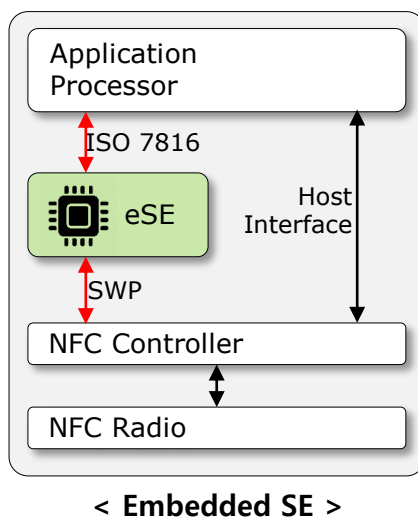 Application
Processor
ISO 7816
eSE
Host
Interface
SWP
NFC Controller
NFC Radio
< Embedded SE >